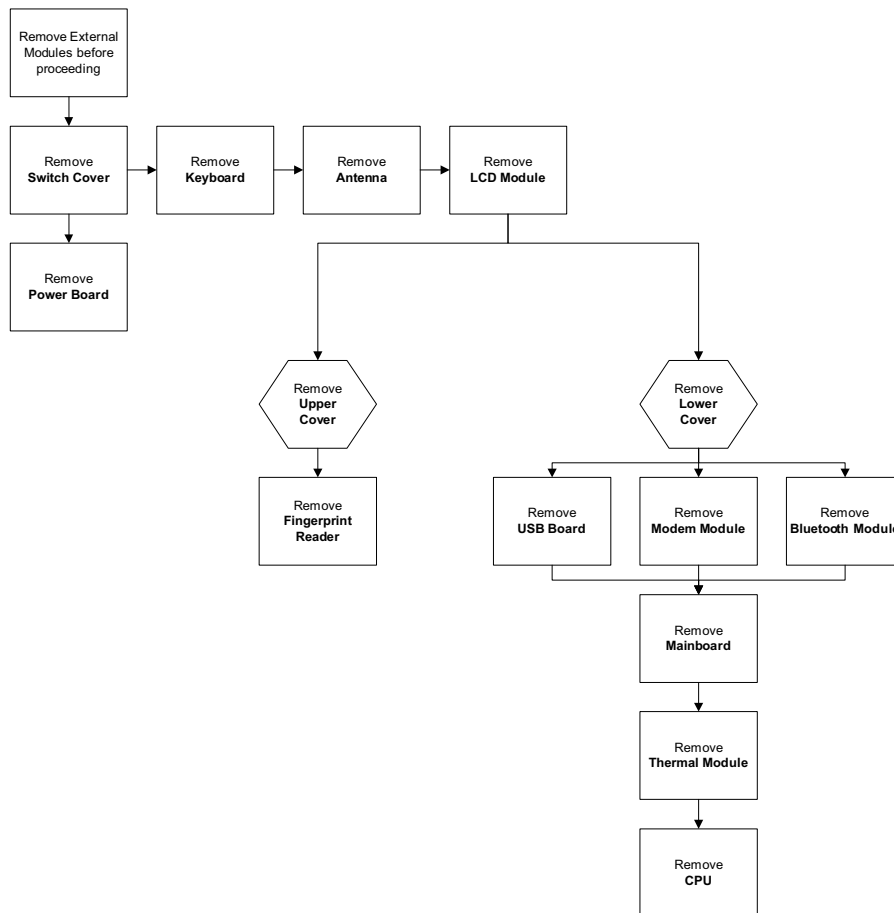 Remove External
Modules before
proceeding
Remove
Switch Cover
Remove
Keyboard
Remove
Antenna
Remove
LCD Module
Remove
Power Board
Remove
Upper
Cover
Remove
Lower
Cover
Remove
Fingerprint
Reader
Remove
USB Board
Remove
Modem Module
Remove
Bluetooth Module
Remove
Mainboard
Remove
Thermal Module
Remove
CPU